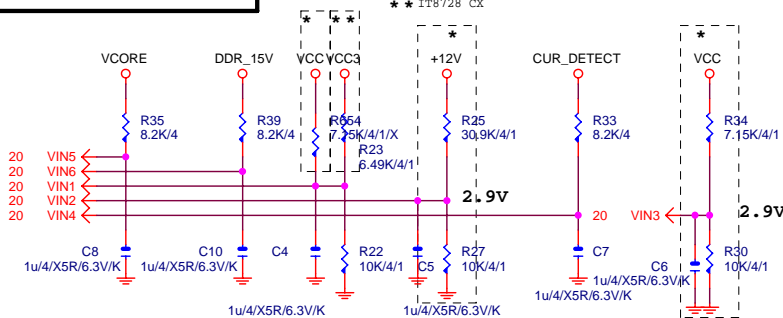 * * IT8728 CX
* * * * *
VCORE DDR_15V VCC VCC3 +12V CUR_DETECT VCC
R35 8.2K/4
R39 8.2K/4
R654 7.15K/4/1/X
R23 6.49K/4/1
R25 30.9K/4/1
R33 8.2K/4
R34 7.15K/4/1
20 VIN5
20 VIN6
20 VIN1
20 VIN2
20 VIN4
2.9V
20 VIN3
2.9V
C8 1u/4/X5R/6.3V/K
C10 1u/4/X5R/6.3V/K
C4 1u/4/X5R/6.3V/K
R22 10K/4/1
C5 1u/4/X5R/6.3V/K
R27 10K/4/1
C7 1u/4/X5R/6.3V/K
C6 1u/4/X5R/6.3V/K
R30 10K/4/1